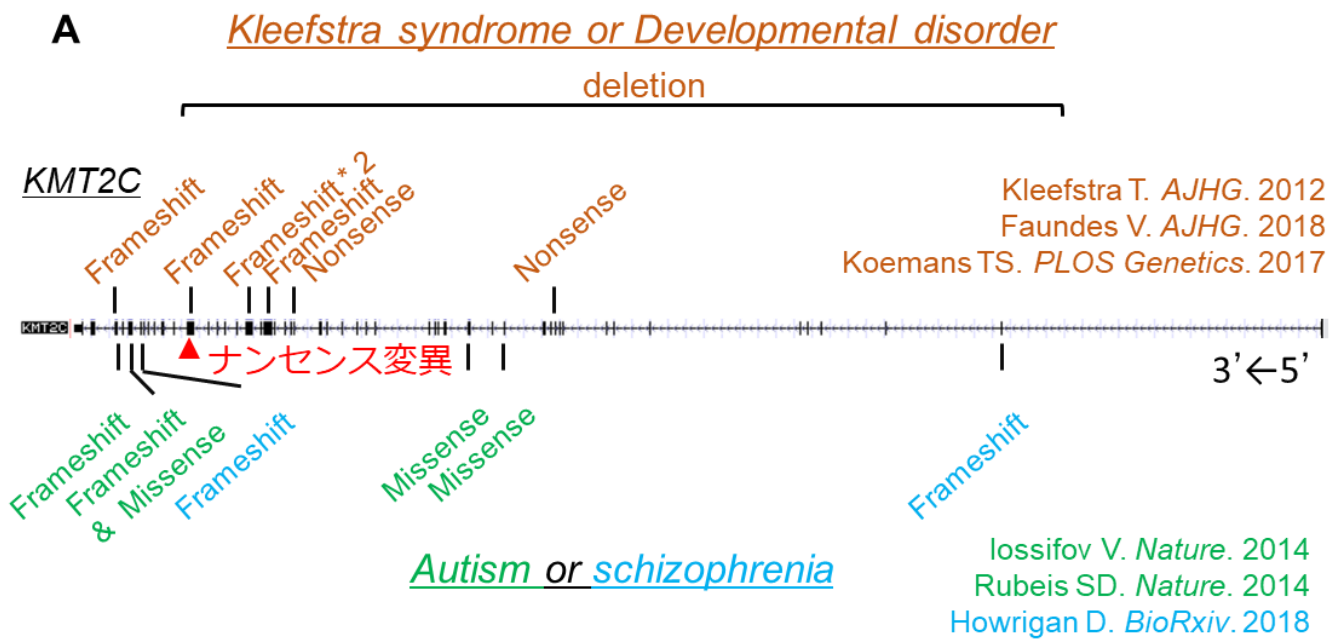 A
Kleefstra syndrome or Developmental disorder
deletion
KMT2C
Frameshift
Frameshift
Frameshift* 2
Frameshift
Nonsense
Nonsense
Kleefstra T. AJHG. 2012
Faundes V. AJHG. 2018
Koemans TS. PLOS Genetics. 2017
KMT2C
ナンセンス変異
3’←5’
Frameshift
Frameshift
& Missense
Frameshift
Missense
Missense
Frameshift
Autism or schizophrenia
Iossifov V. Nature. 2014
Rubeis SD. Nature. 2014
Howrigan D. BioRxiv. 2018